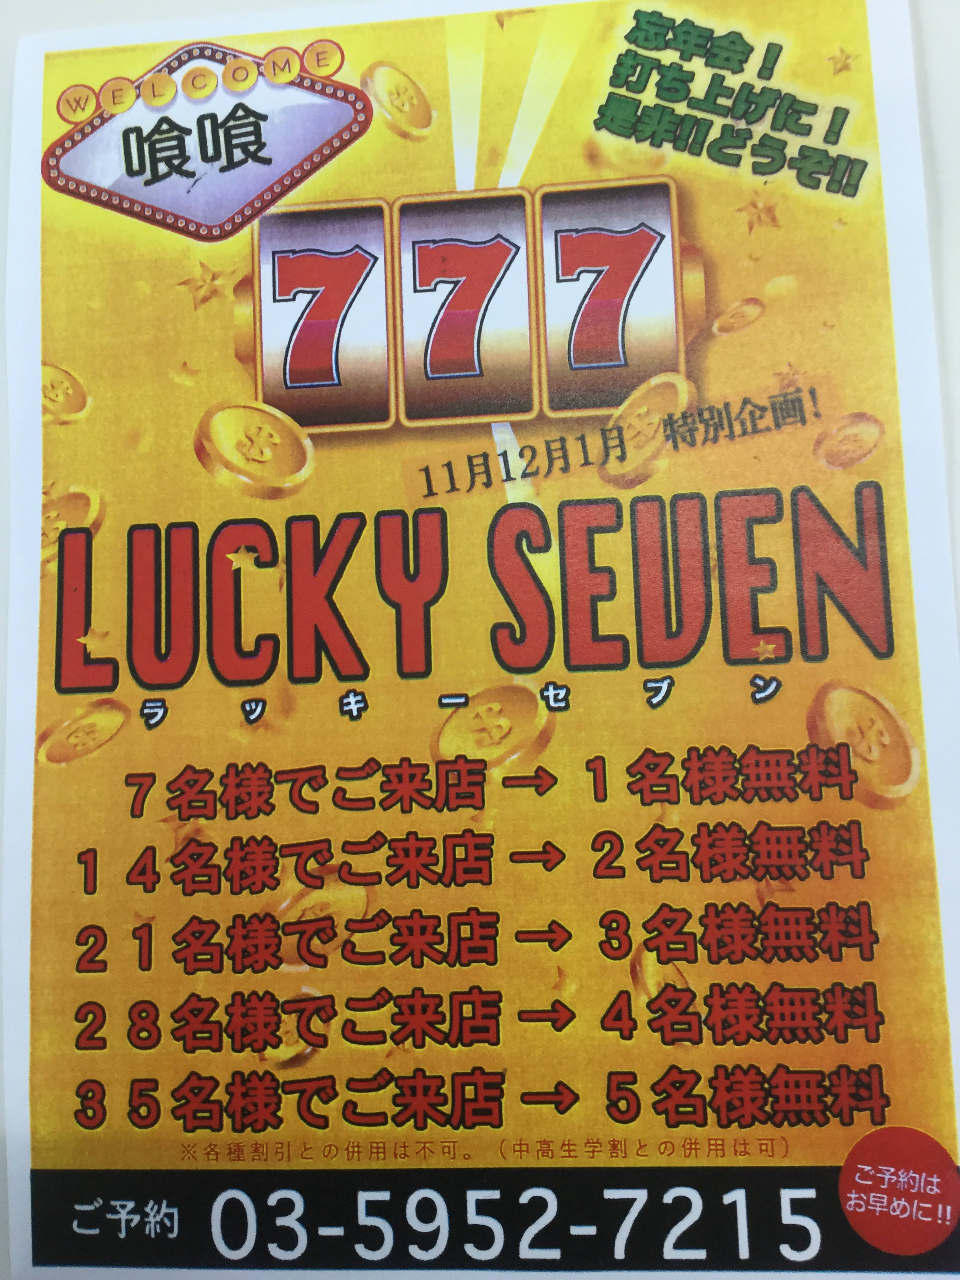 WELCOME
喰喰
忘年会！
打ち上げに！
是非!!どうぞ!!
777
11月12月1月 特別企画！
LUCKY SEVEN
ラッキーセブン
7名様でご来店→1名様無料
14名様でご来店→2名様無料
21名様でご来店→3名様無料
28名様でご来店→4名様無料
35名様でご来店→5名様無料
※各種割引との併用は不可。（中高生学割との併用は可）
ご予約 03-5952-7215
ご予約は
お早めに!!